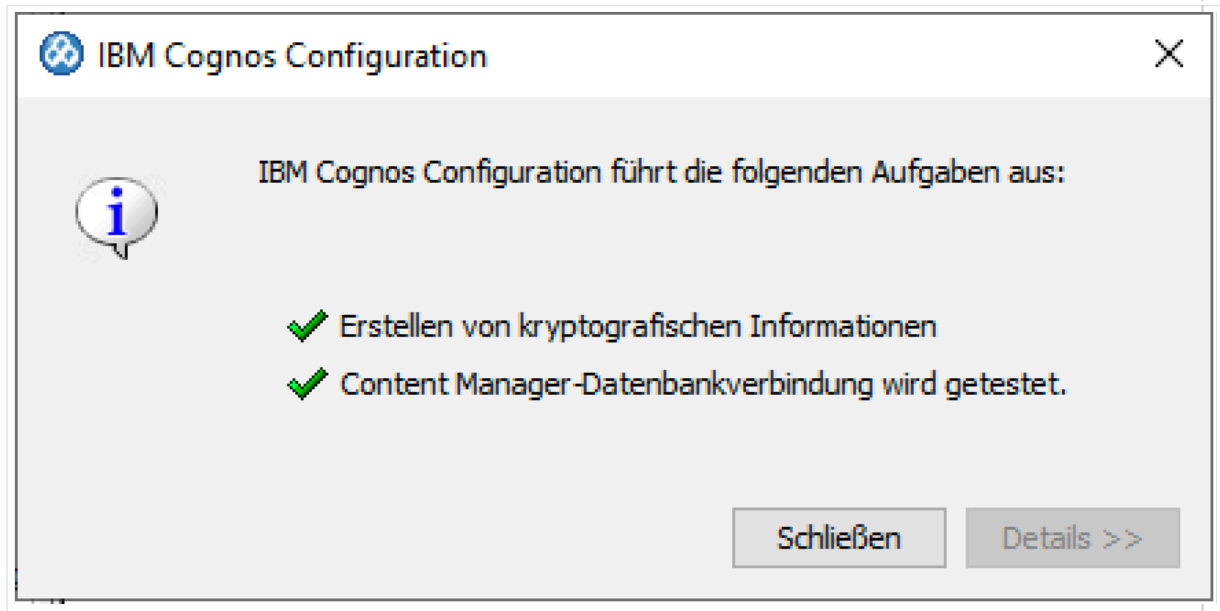 IBM Cognos Configuration
IBM Cognos Configuration führt die folgenden Aufgaben aus:
Erstellen von kryptografischen Informationen
Content Manager-Datenbankverbindung wird getestet.
Schließen Details >>